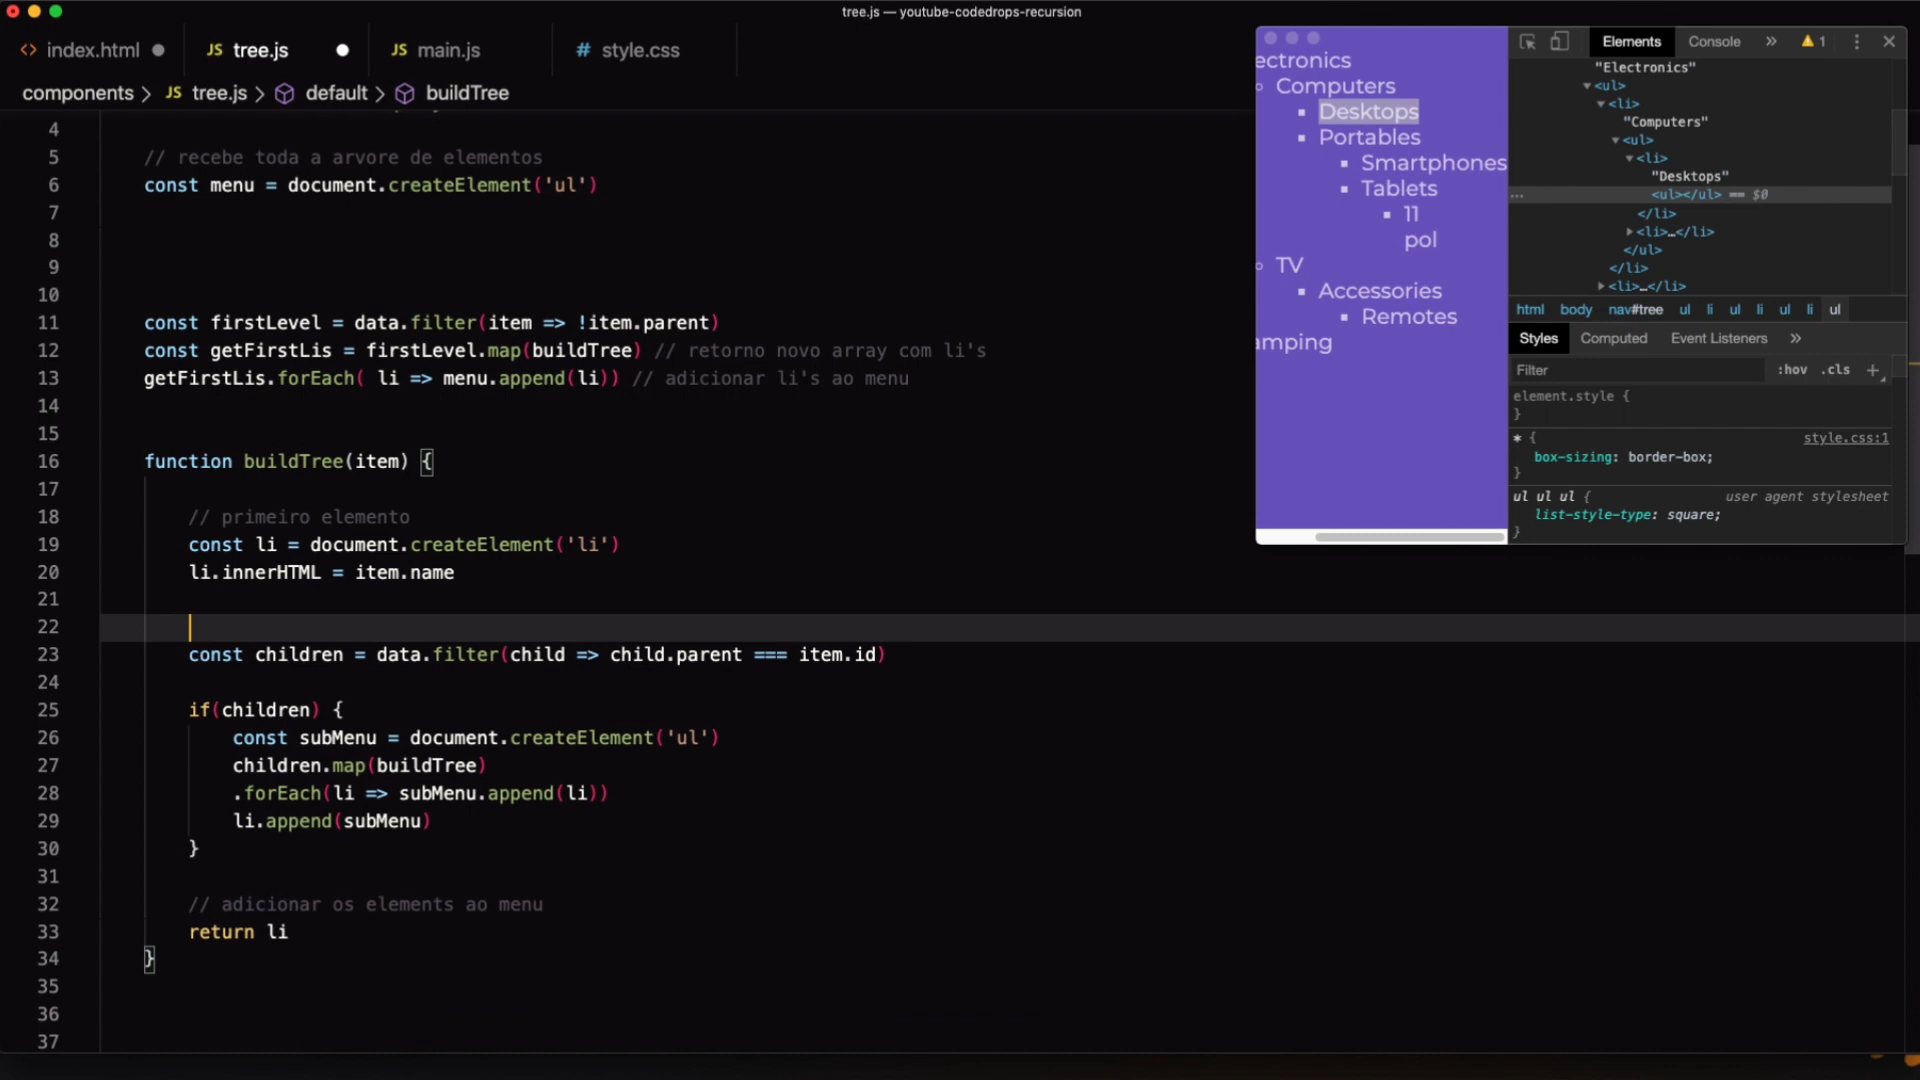 tree.js — youtube-codedrops-recursion
<> index.html
JS tree.js
JS main.js
# style.css
components > JS tree.js > default > buildTree
4
5 // recebe toda a arvore de elementos
6 const menu = document.createElement('ul')
7
8
9
10
11 const firstLevel = data.filter(item => !item.parent)
12 const getFirstLis = firstLevel.map(buildTree) // retorno novo array com li's
13 getFirstLis.forEach( li => menu.append(li)) // adicionar li's ao menu
14
15
16 function buildTree(item) {
17
18 // primeiro elemento
19 const li = document.createElement('li')
20 li.innerHTML = item.name
21
22
23 const children = data.filter(child => child.parent === item.id)
24
25 if(children) {
26 const subMenu = document.createElement('ul')
27 children.map(buildTree)
28 .forEach(li => subMenu.append(li))
29 li.append(subMenu)
30 }
31
32 // adicionar os elements ao menu
33 return li
34 }
35
36
37
ectronics
Computers
Desktops
Portables
Smartphones
Tablets
11
pol
TV
Accessories
Remotes
amping
Elements Console » 1
"Electronics"
<ul>
<li>
"Computers"
<ul>
<li>
"Desktops"
… <ul></ul> == $0
</li>
<li>…</li>
</ul>
</li>
<li>…</li>
html body nav#tree ul li ul li ul li ul
Styles Computed Event Listeners »
Filter :hov .cls +
element.style {
}
* { style.css:1
box-sizing: border-box;
}
ul ul ul { user agent stylesheet
list-style-type: square;
}